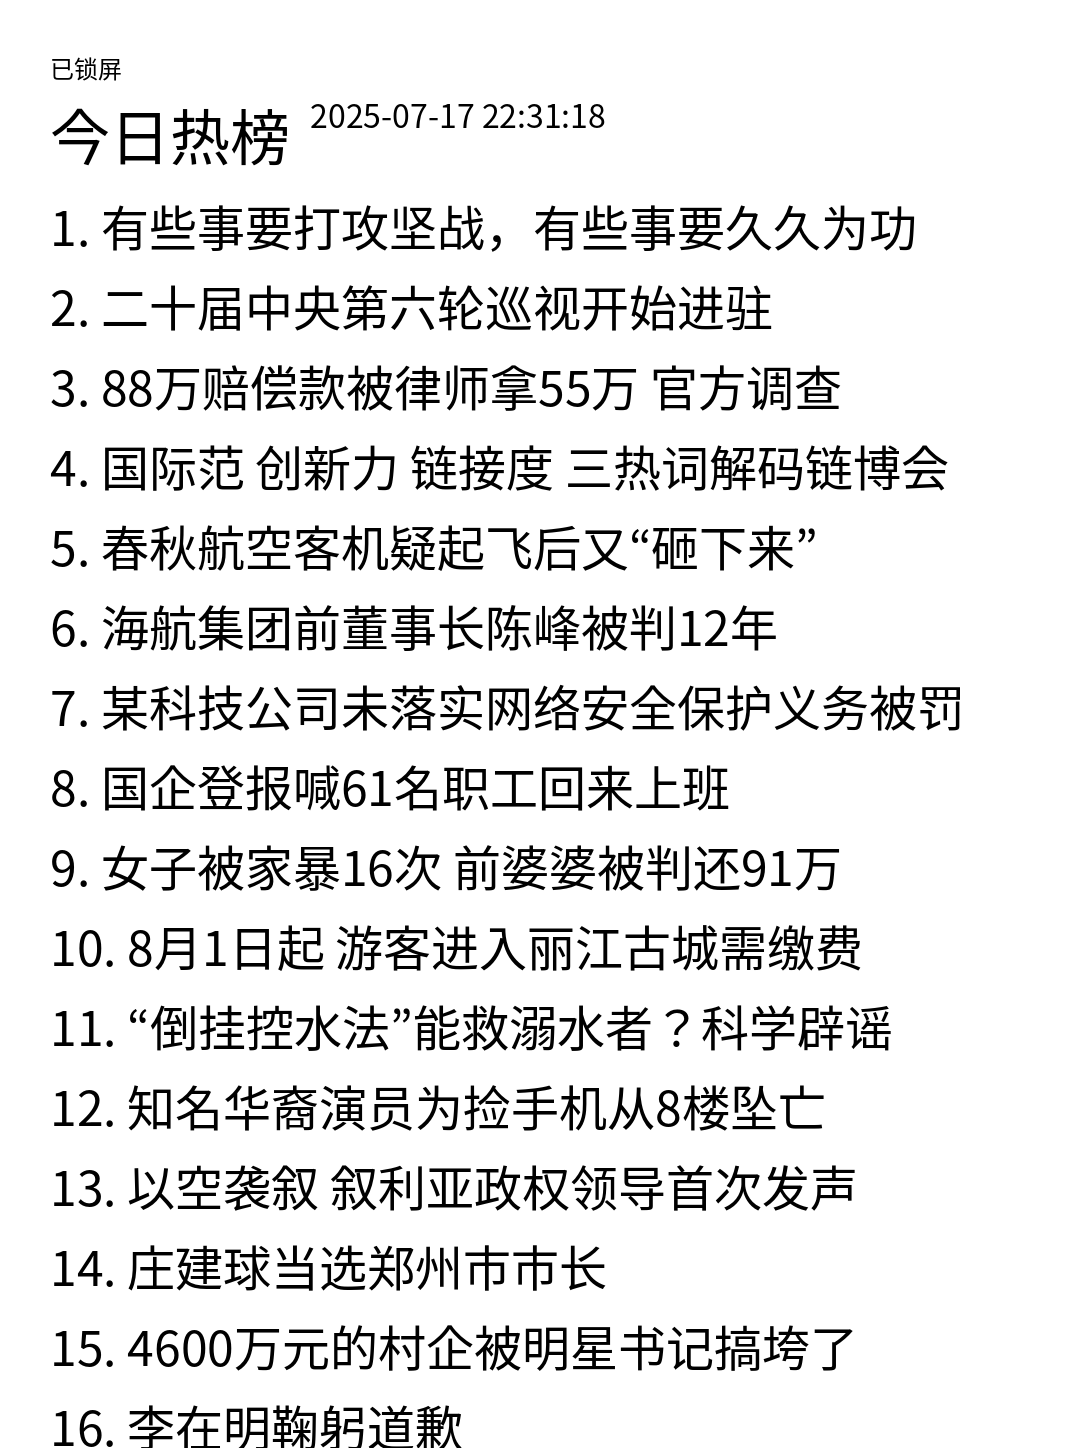 已锁屏
今日热榜 2025-07-17 22:31:18
1. 有些事要打攻坚战，有些事要久久为功
2. 二十届中央第六轮巡视开始进驻
3. 88万赔偿款被律师拿55万 官方调查
4. 国际范 创新力 链接度 三热词解码链博会
5. 春秋航空客机疑起飞后又“砸下来”
6. 海航集团前董事长陈峰被判12年
7. 某科技公司未落实网络安全保护义务被罚
8. 国企登报喊61名职工回来上班
9. 女子被家暴16次 前婆婆被判还91万
10. 8月1日起 游客进入丽江古城需缴费
11. “倒挂控水法”能救溺水者？科学辟谣
12. 知名华裔演员为捡手机从8楼坠亡
13. 以空袭叙 叙利亚政权领导首次发声
14. 庄建球当选郑州市市长
15. 4600万元的村企被明星书记搞垮了
16. 李在明鞠躬道歉